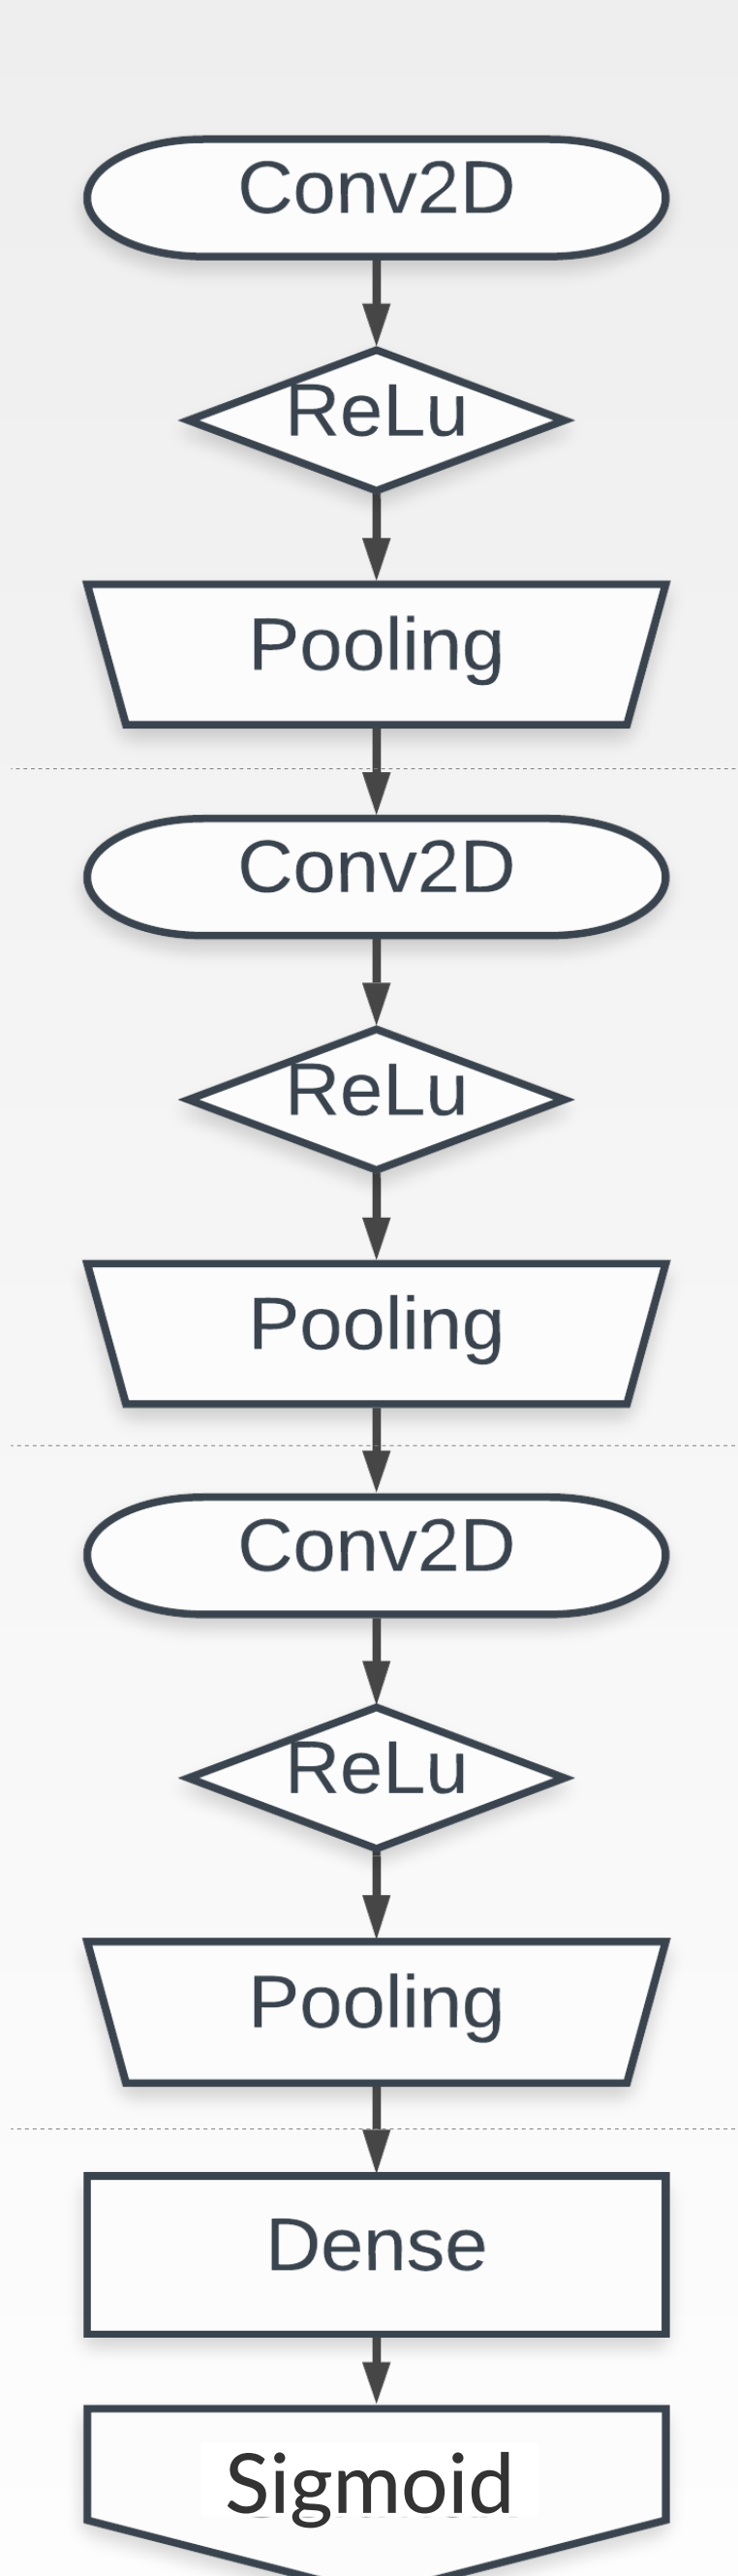 Conv2D
ReLu
Pooling
Conv2D
ReLu
Pooling
Conv2D
ReLu
Pooling
Dense
Sigmoid